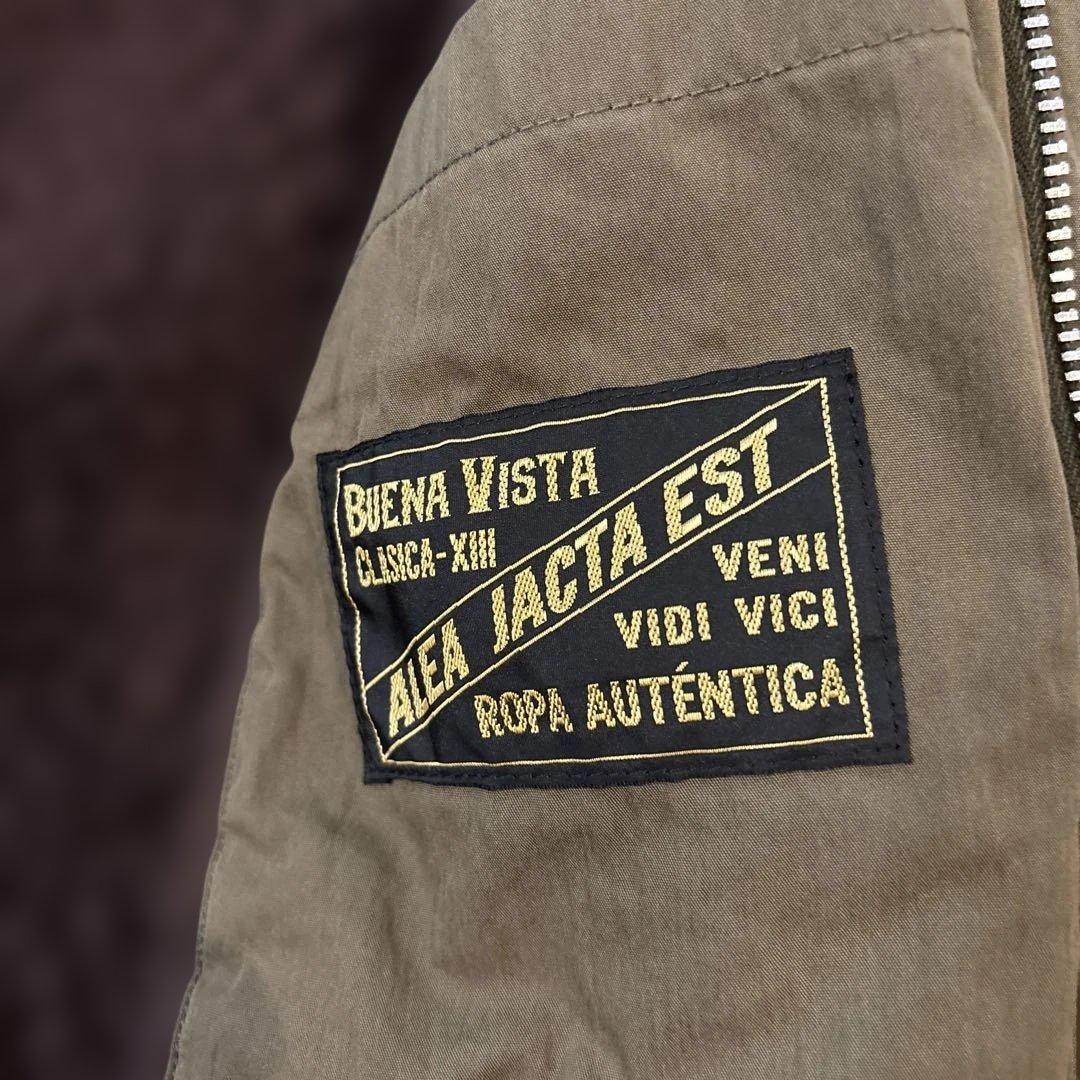 BUENA VISTA
CLASICA-XIII
ALEA JACTA EST
VENI
VIDI VICI
ROPA AUTÉNTICA